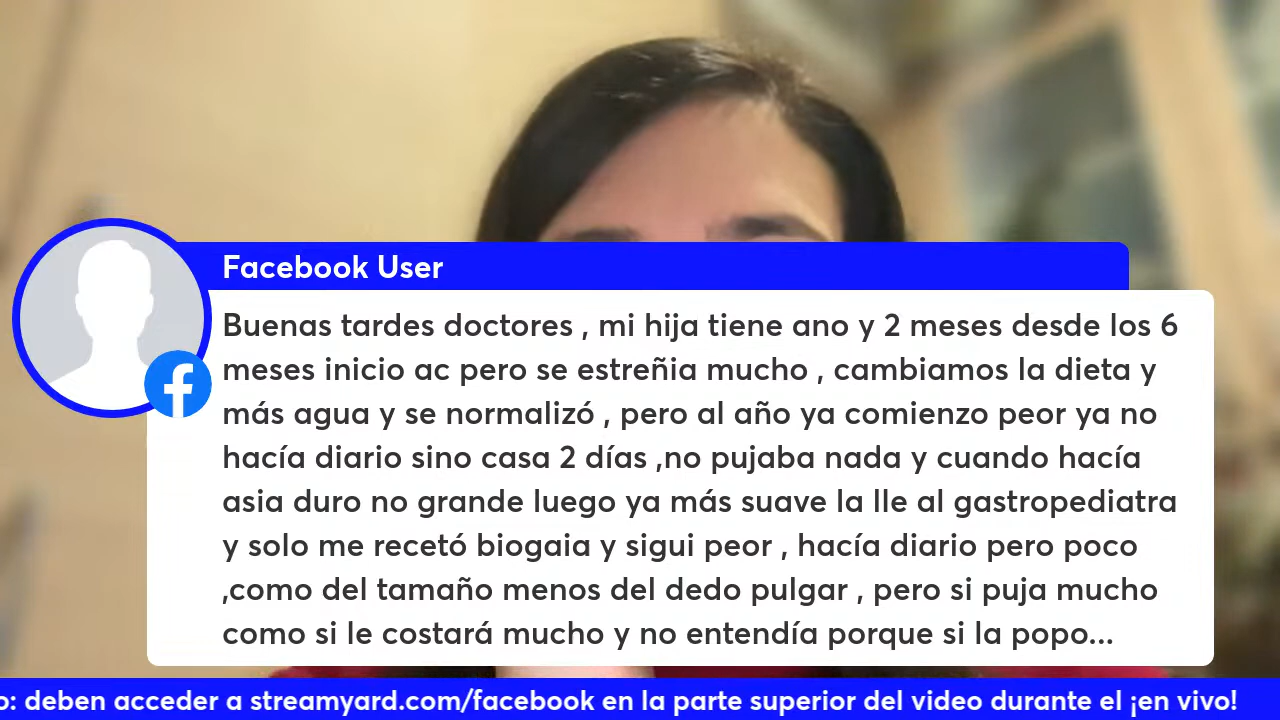 Facebook User
Buenas tardes doctores , mi hija tiene ano y 2 meses desde los 6
meses inicio ac pero se estreñia mucho , cambiamos la dieta y
más agua y se normalizó , pero al año ya comienzo peor ya no
hacía diario sino casa 2 días ,no pujaba nada y cuando hacía
asia duro no grande luego ya más suave la lle al gastropediatra
y solo me recetó biogaia y sigui peor , hacía diario pero poco
,como del tamaño menos del dedo pulgar , pero si puja mucho
como si le costará mucho y no entendía porque si la popo...
o: deben acceder a streamyard.com/facebook en la parte superior del video durante el ¡en vivo!